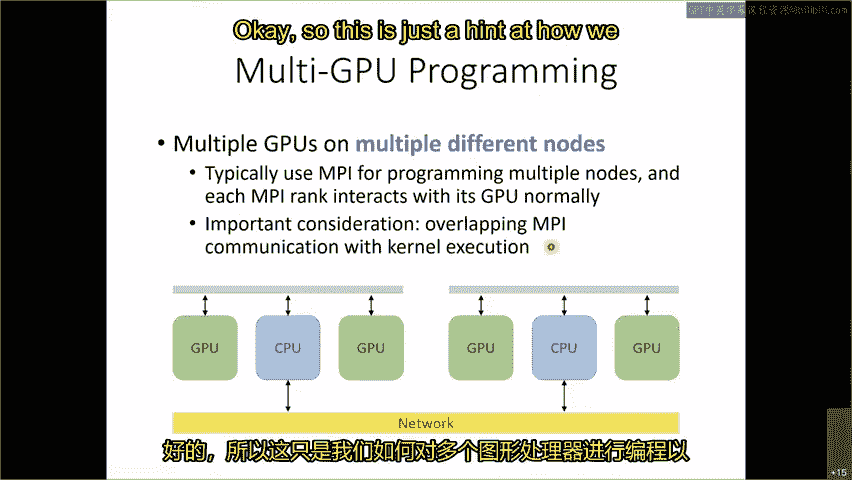 Okay, so this is just a hint at how we
Multi-GPU Programming
• Multiple GPUs on multiple different nodes
• Typically use MPI for programming multiple nodes, and
each MPI rank interacts with its GPU normally
• Important consideration: overlapping MPI
communication with kernel execution
GPU CPU GPU GPU CPU GPU
Network
好的，所以这只是我们如何对多个图形处理器进行编程以
+15